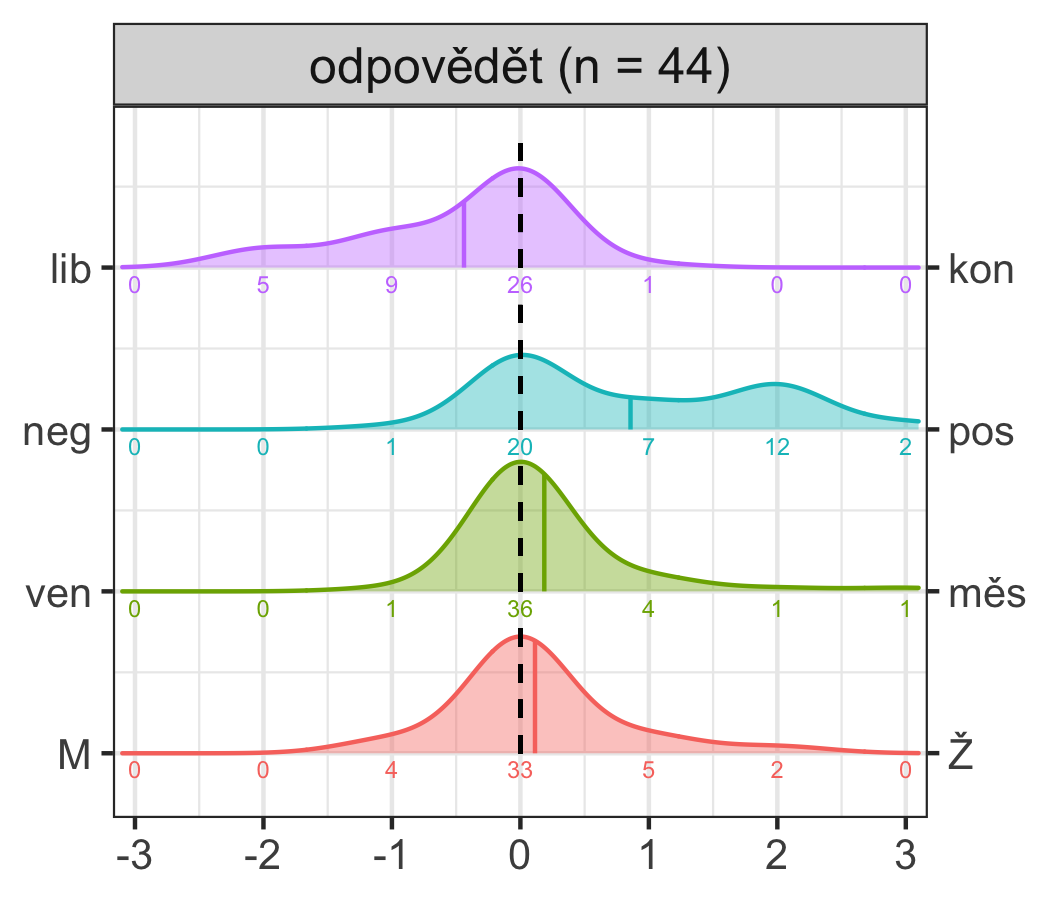 odpovědět (n = 44)
lib kon
0 5 9 26 1 0 0
neg pos
0 0 1 20 7 12 2
ven měs
0 0 1 36 4 1 1
M Ž
0 0 4 33 5 2 0
-3 -2 -1 0 1 2 3